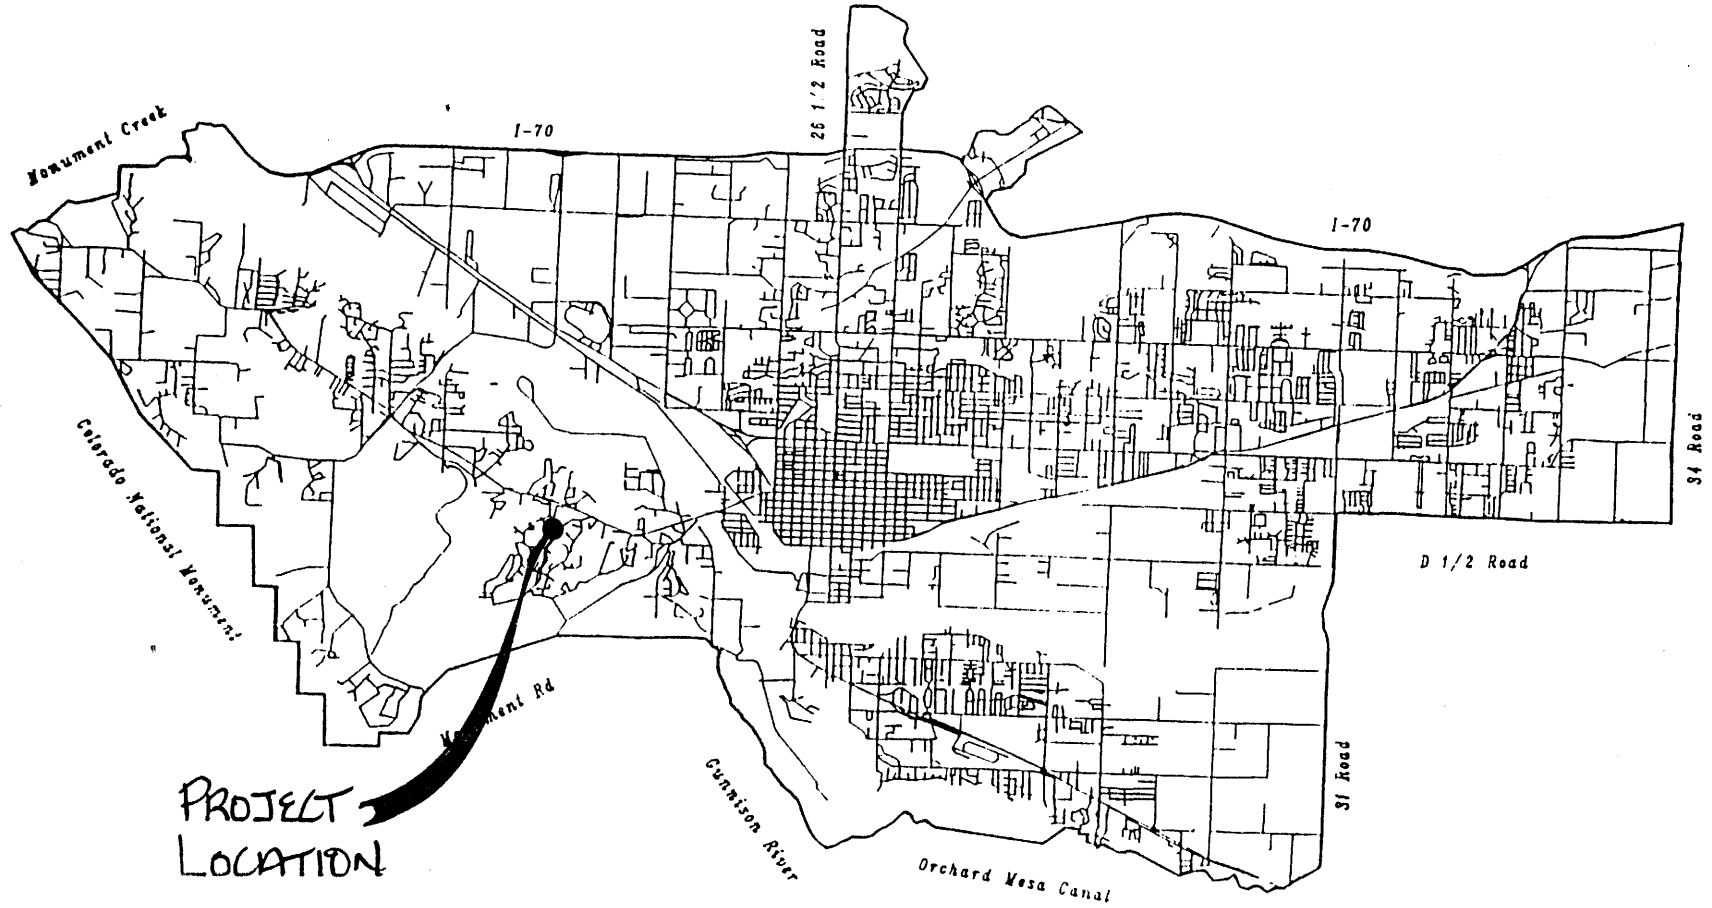 26 1/2 Road
Monument Creek
I-70
I-70
34 Road
Colorado National Monument
D 1/2 Road
Monument Rd
31 Road
Gunnison River
PROJECT
LOCATION
Orchard Mesa Canal